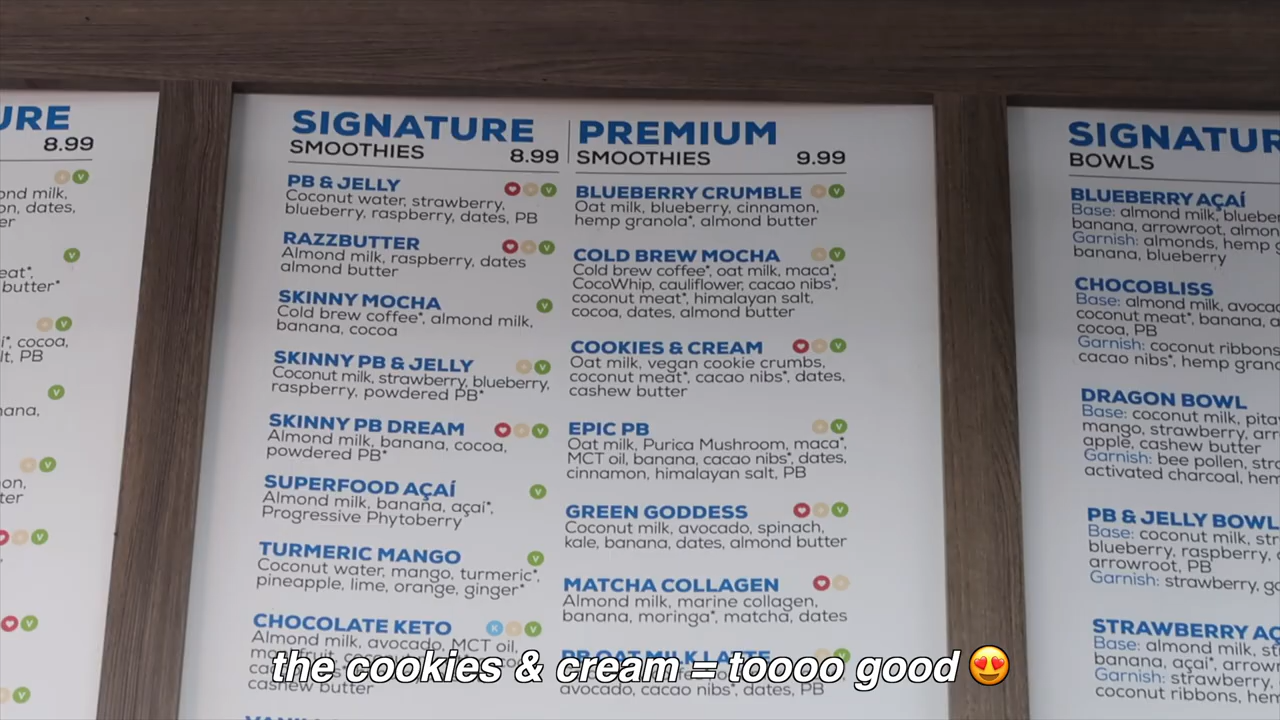 URE
8.99
ond milk,
on, dates,
er
eat*,
butter*
i*, cocoa,
lt, PB
ana,
on,
ter
SIGNATURE
SMOOTHIES 8.99
PB & JELLY
Coconut water, strawberry,
blueberry, raspberry, dates, PB
RAZZBUTTER
Almond milk, raspberry, dates
almond butter
SKINNY MOCHA
Cold brew coffee*, almond milk,
banana, cocoa
SKINNY PB & JELLY
Coconut milk, strawberry, blueberry,
raspberry, powdered PB*
SKINNY PB DREAM
Almond milk, banana, cocoa,
powdered PB*
SUPERFOOD AÇAÍ
Almond milk, banana, açai*,
Progressive Phytoberry
TURMERIC MANGO
Coconut water, mango, turmeric*,
pineapple, lime, orange, ginger*
CHOCOLATE KETO
Almond milk, avocado, MCT oil,
cashew butter
PREMIUM
SMOOTHIES 9.99
BLUEBERRY CRUMBLE
Oat milk, blueberry, cinnamon,
hemp granola*, almond butter
COLD BREW MOCHA
Cold brew coffee*, oat milk, maca*,
CocoWhip, cauliflower, cacao nibs*,
coconut meat*, himalayan salt,
cocoa, dates, almond butter
COOKIES & CREAM
Oat milk, vegan cookie crumbs,
coconut meat*, cacao nibs*, dates,
cashew butter
EPIC PB
Oat milk, Purica Mushroom, maca*,
MCT oil, banana, cacao nibs*, dates,
cinnamon, himalayan salt, PB
GREEN GODDESS
Coconut milk, avocado, spinach,
kale, banana, dates, almond butter
MATCHA COLLAGEN
Almond milk, marine collagen,
banana, moringa*, matcha, dates
PB OAT MILK LATTE
avocado, cacao nibs*, dates, PB
SIGNATUR
BOWLS
BLUEBERRY AÇAÍ
Base: almond milk, bluebe
banana, arrowroot, almon
Garnish: almonds, hemp g
banana, blueberry
CHOCOBLISS
Base: almond milk, avocad
coconut meat*, banana, a
cocoa, PB
Garnish: coconut ribbons
cacao nibs*, hemp grano
DRAGON BOWL
Base: coconut milk, pita
mango, strawberry, arr
apple, cashew butter
Garnish: bee pollen, stra
activated charcoal, hem
PB & JELLY BOWL
Base: coconut milk, str
blueberry, raspberry,
arrowroot, PB
Garnish: strawberry, g
STRAWBERRY AÇ
Base: almond milk, st
banana, açai*, arrow
Garnish: strawberry,
coconut ribbons, he
the cookies & cream = toooo good 😍